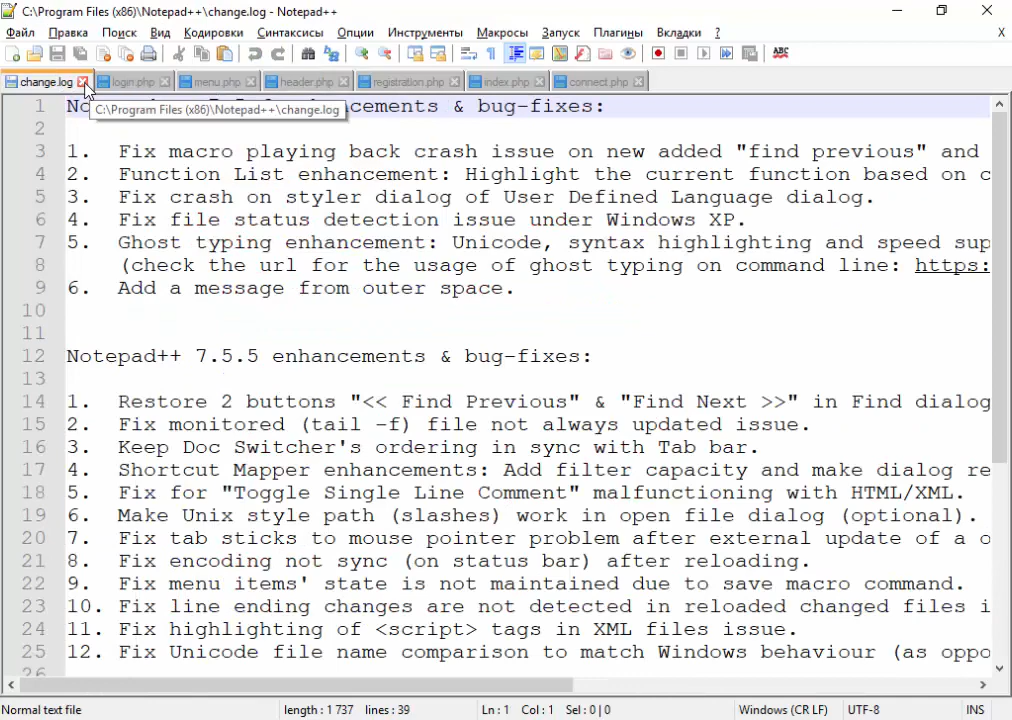 C:\Program Files (x86)\Notepad++\change.log - Notepad++
Файл Правка Поиск Вид Кодировки Синтаксисы Опции Инструменты Макросы Запуск Плагины Вкладки ? X
ABC
change.log login.php menu.php header.php registration.php index.php connect.php
1 hancements & bug-fixes:
C:\Program Files (x86)\Notepad++\change.log
2
3 1. Fix macro playing back crash issue on new added "find previous" and
4 2. Function List enhancement: Highlight the current function based on c
5 3. Fix crash on styler dialog of User Defined Language dialog.
6 4. Fix file status detection issue under Windows XP.
7 5. Ghost typing enhancement: Unicode, syntax highlighting and speed sup
8 (check the url for the usage of ghost typing on command line: https:
9 6. Add a message from outer space.
10
11
12 Notepad++ 7.5.5 enhancements & bug-fixes:
13
14 1. Restore 2 buttons "<< Find Previous" & "Find Next >>" in Find dialog
15 2. Fix monitored (tail -f) file not always updated issue.
16 3. Keep Doc Switcher's ordering in sync with Tab bar.
17 4. Shortcut Mapper enhancements: Add filter capacity and make dialog re
18 5. Fix for "Toggle Single Line Comment" malfunctioning with HTML/XML.
19 6. Make Unix style path (slashes) work in open file dialog (optional).
20 7. Fix tab sticks to mouse pointer problem after external update of a o
21 8. Fix encoding not sync (on status bar) after reloading.
22 9. Fix menu items' state is not maintained due to save macro command.
23 10. Fix line ending changes are not detected in reloaded changed files i
24 11. Fix highlighting of <script> tags in XML files issue.
25 12. Fix Unicode file name comparison to match Windows behaviour (as oppo
26
Normal text file length : 1 737 lines : 39 Ln : 1 Col : 1 Sel : 0 | 0 Windows (CR LF) UTF-8 INS